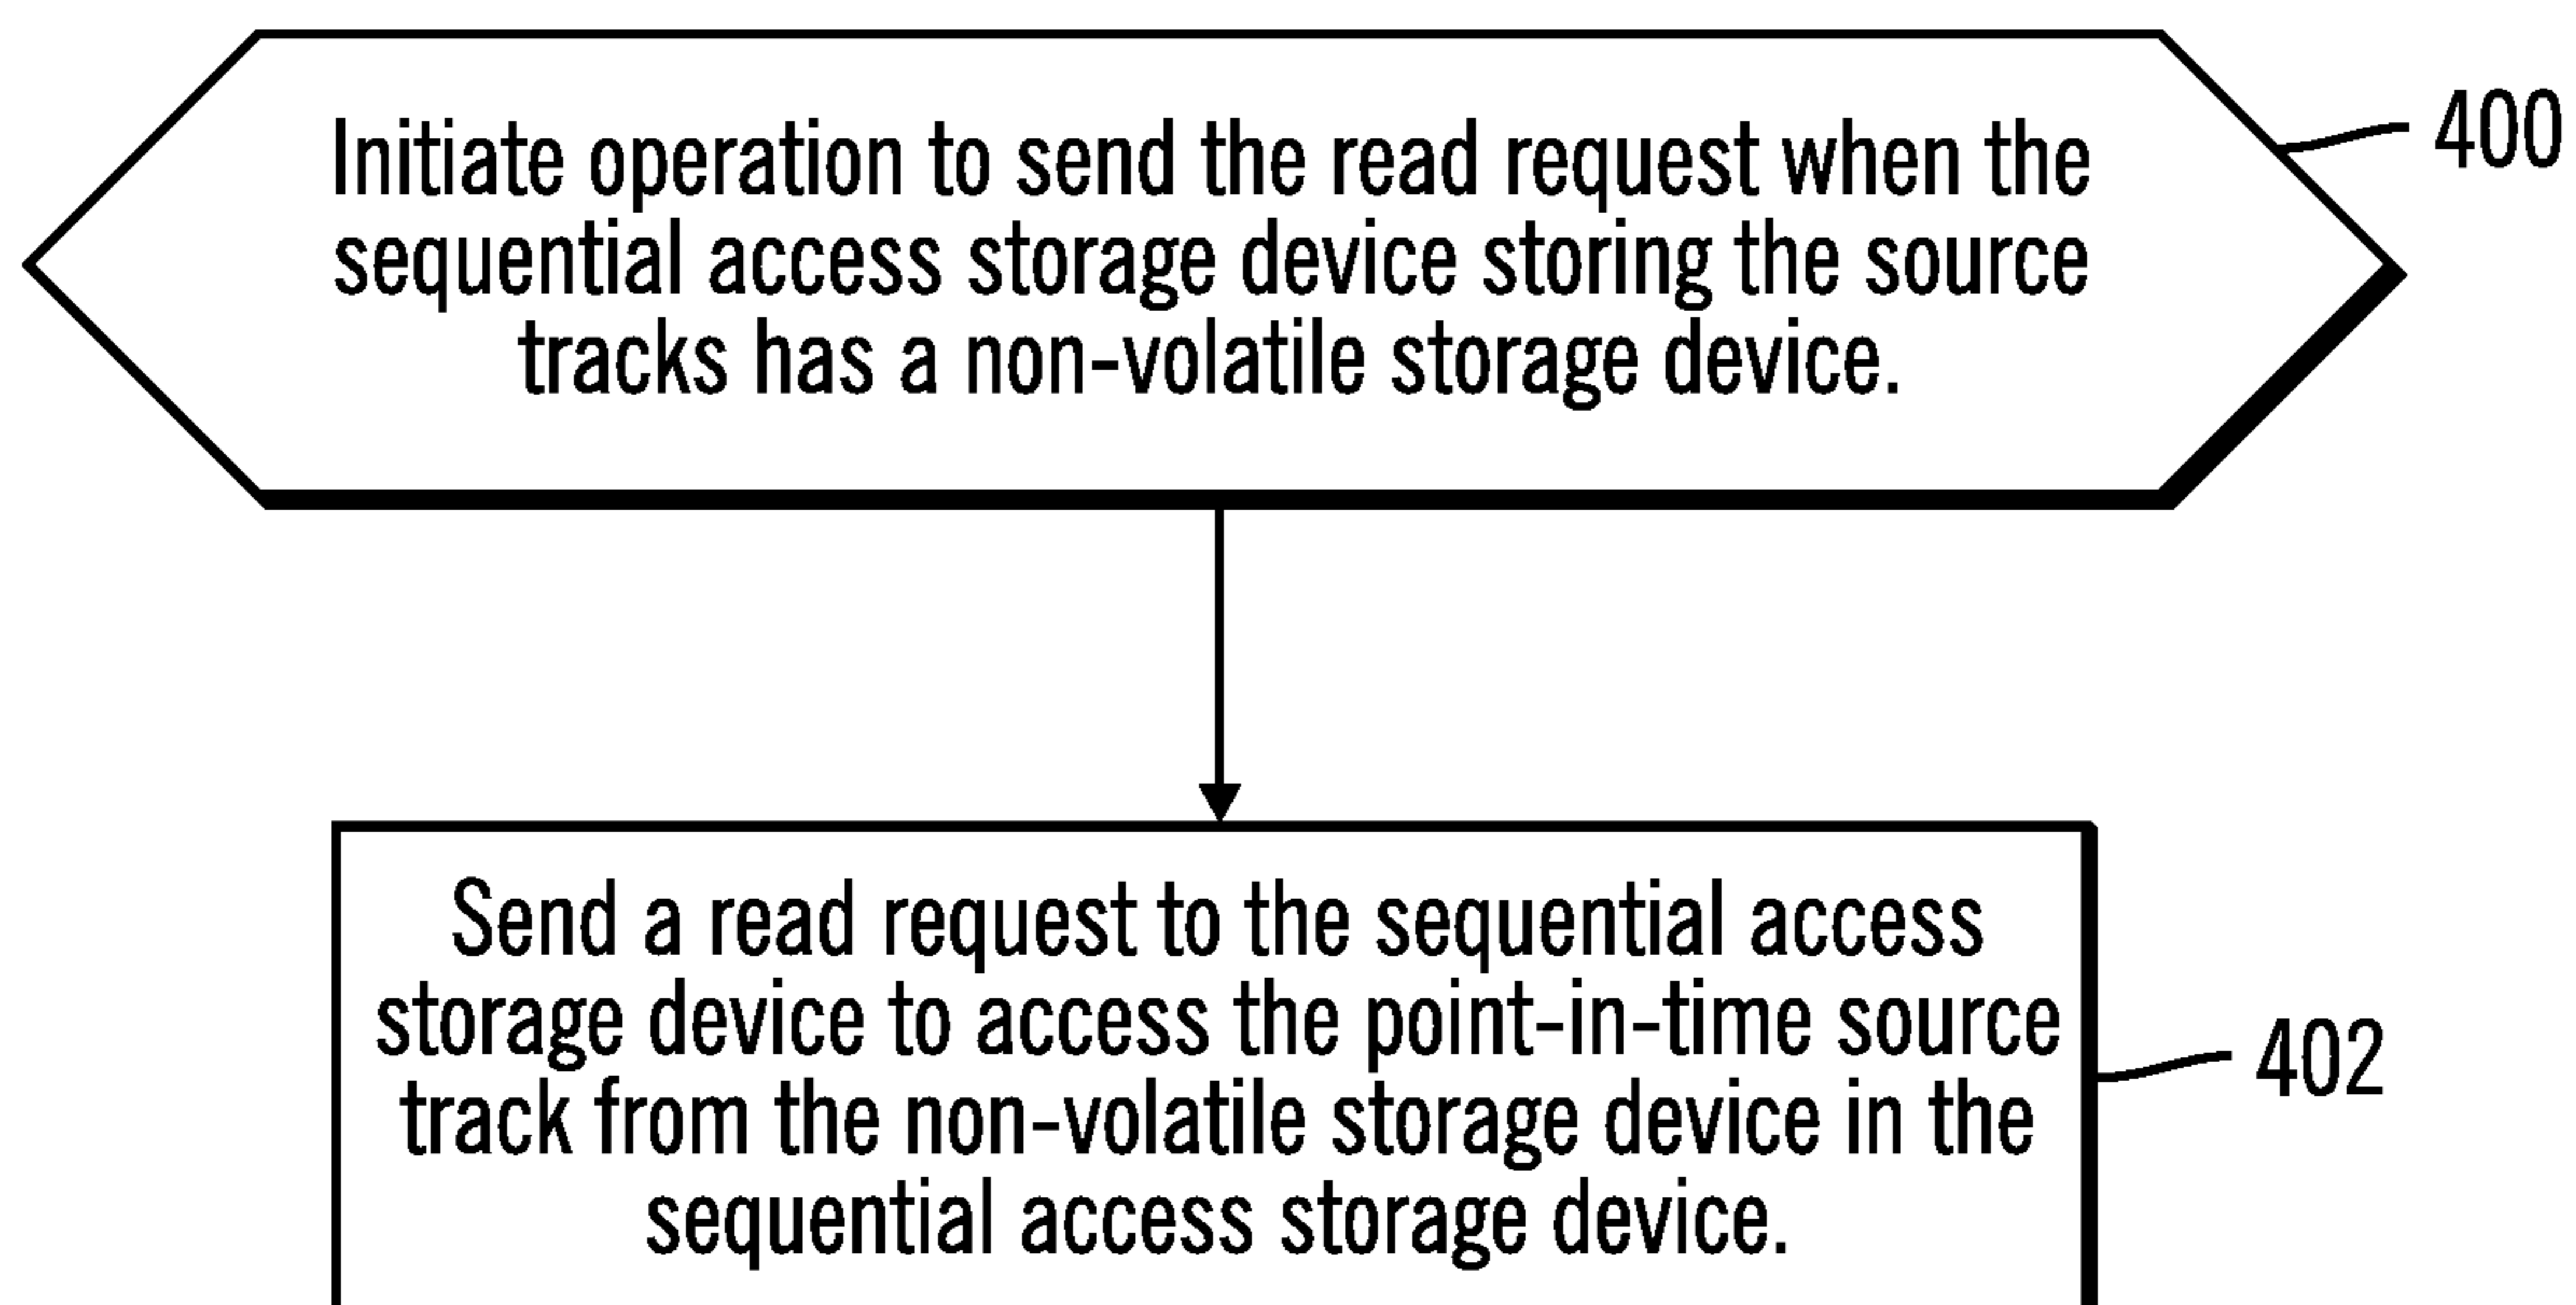 Initiate operation to send the read request when the
sequential access storage device storing the source
tracks has a non-volatile storage device.
400
Send a read request to the sequential access
storage device to access the point-in-time source
track from the non-volatile storage device in the
sequential access storage device.
402